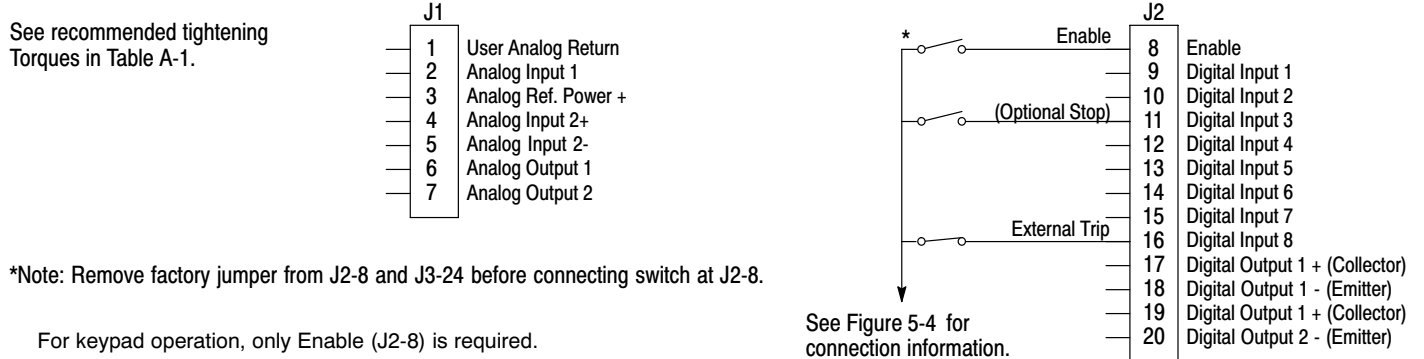 See recommended tightening
Torques in Table A-1.
J1
1 User Analog Return
2 Analog Input 1
3 Analog Ref. Power +
4 Analog Input 2+
5 Analog Input 2-
6 Analog Output 1
7 Analog Output 2
*Note: Remove factory jumper from J2-8 and J3-24 before connecting switch at J2-8.
For keypad operation, only Enable (J2-8) is required.
J2
* Enable 8 Enable
9 Digital Input 1
10 Digital Input 2
(Optional Stop) 11 Digital Input 3
12 Digital Input 4
13 Digital Input 5
14 Digital Input 6
15 Digital Input 7
External Trip 16 Digital Input 8
17 Digital Output 1 + (Collector)
18 Digital Output 1 - (Emitter)
19 Digital Output 1 + (Collector)
20 Digital Output 2 - (Emitter)
See Figure 5-4 for
connection information.